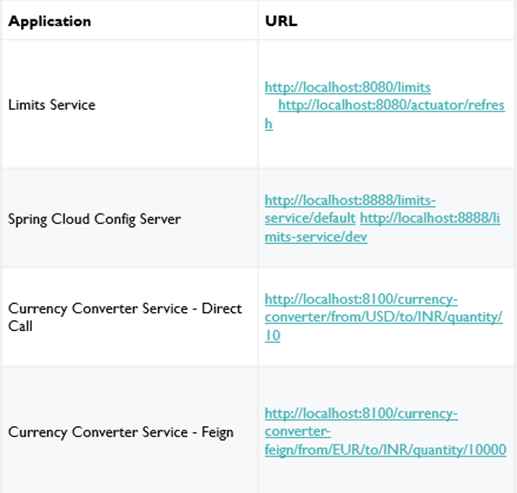 Application
URL
Limits Service
http://localhost:8080/limits
http://localhost:8080/actuator/refres
h
Spring Cloud Config Server
http://localhost:8888/limits-
service/default http://localhost:8888/li
mits-service/dev
Currency Converter Service - Direct
Call
http://localhost:8100/currency-
converter/from/USD/to/INR/quantity/
10
Currency Converter Service - Feign
http://localhost:8100/currency-
converter-
feign/from/EUR/to/INR/quantity/10000